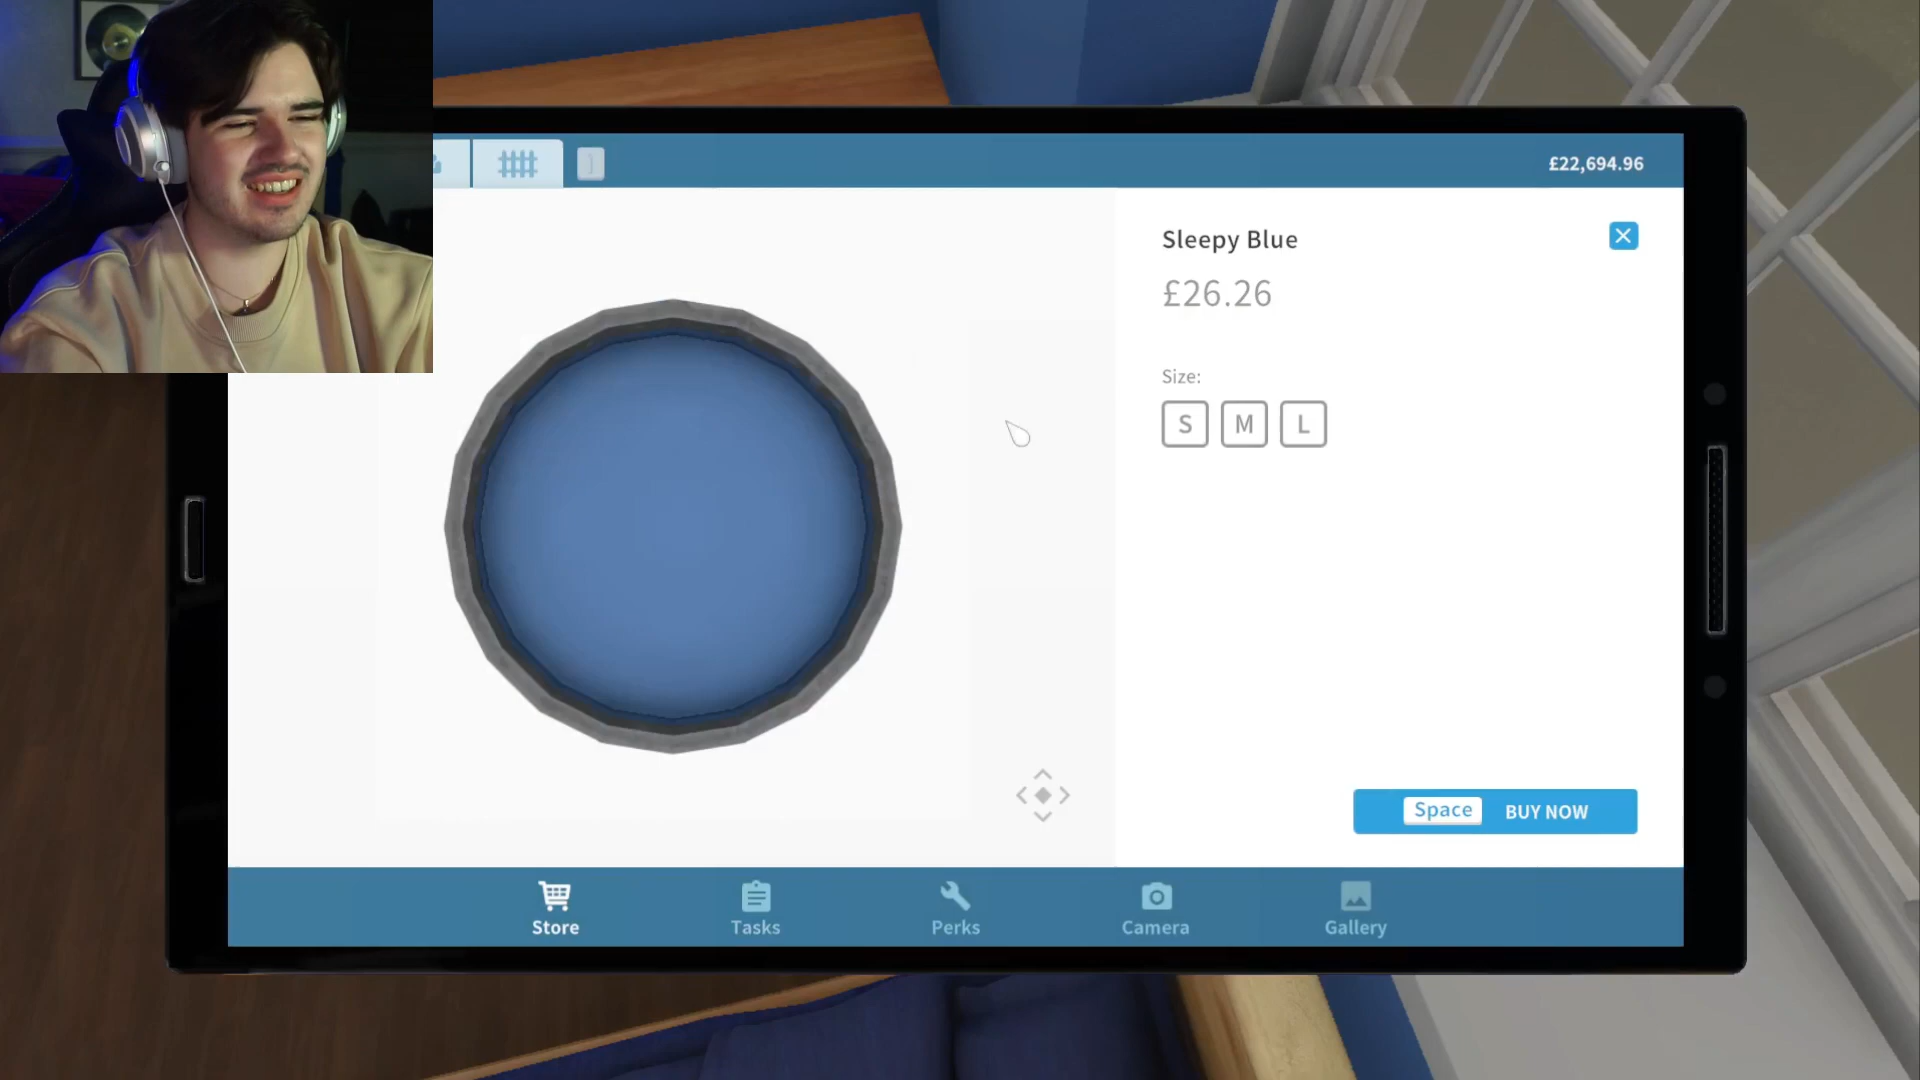 ]
£22,694.96
Sleepy Blue
£26.26
Size:
S M L
Space BUY NOW
Store Tasks Perks Camera Gallery